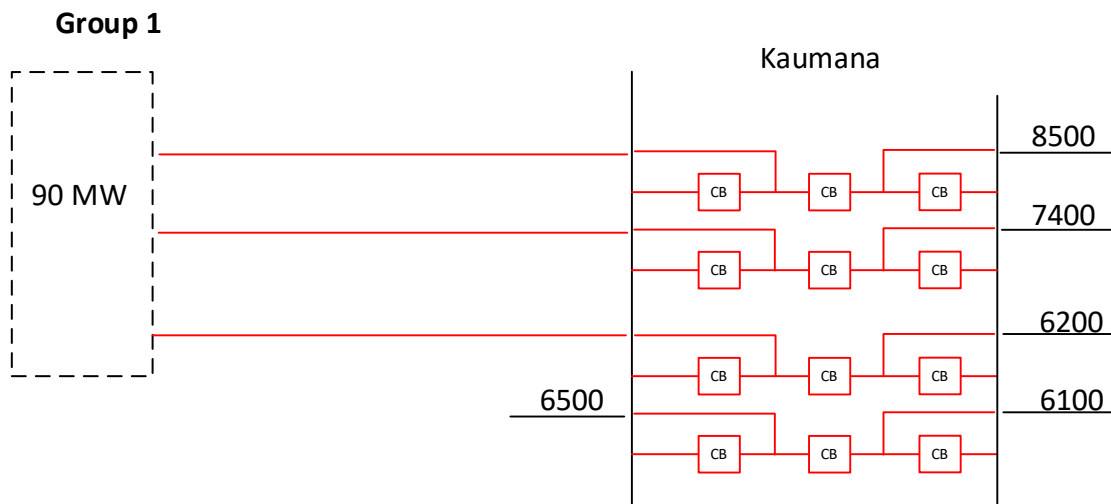 Group 1
Kaumana
8500
90 MW
CB CB CB
7400
CB CB CB
6200
CB CB CB
6500
6100
CB CB CB